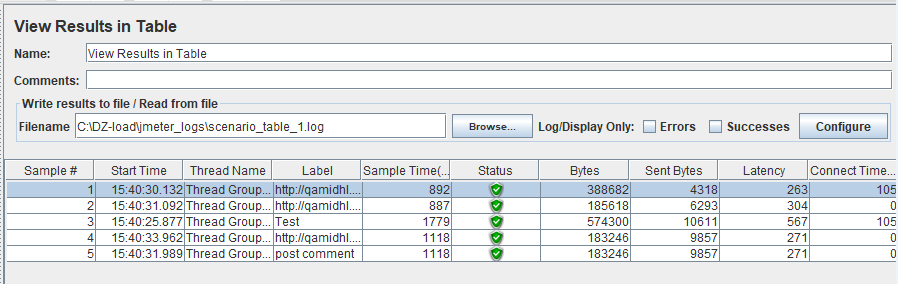 View Results in Table
Name: View Results in Table
Comments:
Write results to file / Read from file
Filename C:\DZ-load\jmeter_logs\scenario_table_1.log Browse... Log/Display Only: Errors Successes Configure
Sample # Start Time Thread Name Label Sample Time(... Status Bytes Sent Bytes Latency Connect Time...
1 15:40:30.132 Thread Group... http://qamidhl.... 892 388682 4318 263 105
2 15:40:31.092 Thread Group... http://qamidhl.... 887 185618 6293 304 0
3 15:40:25.877 Thread Group... Test 1779 574300 10611 567 105
4 15:40:33.962 Thread Group... http://qamidhl.... 1118 183246 9857 271 0
5 15:40:31.989 Thread Group... post comment 1118 183246 9857 271 0